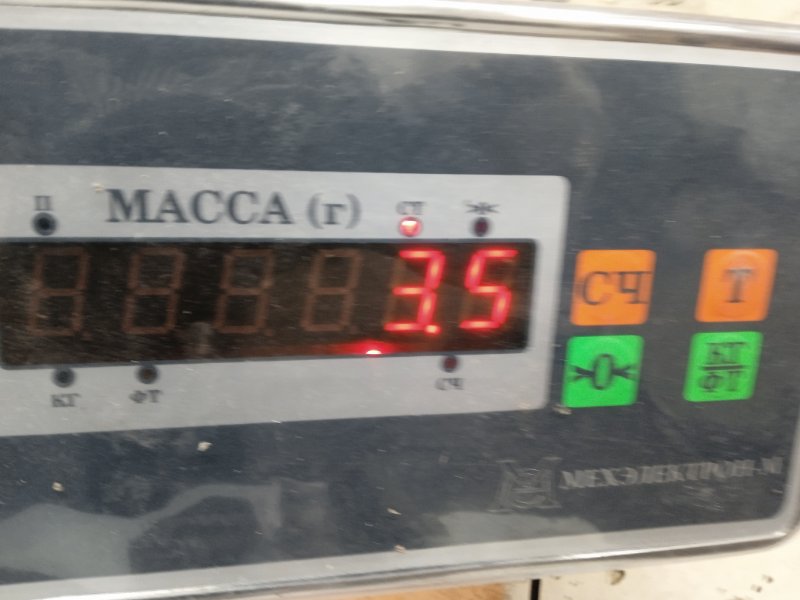 П МАССА (г) СТ >ж<
3.5
КГ ФТ СЧ
СЧ Т
>0< КГ/ФТ
МЕХЭЛЕКТРОН-М